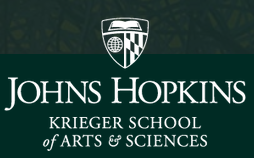 JOHNS HOPKINS
KRIEGER SCHOOL
of ARTS & SCIENCES